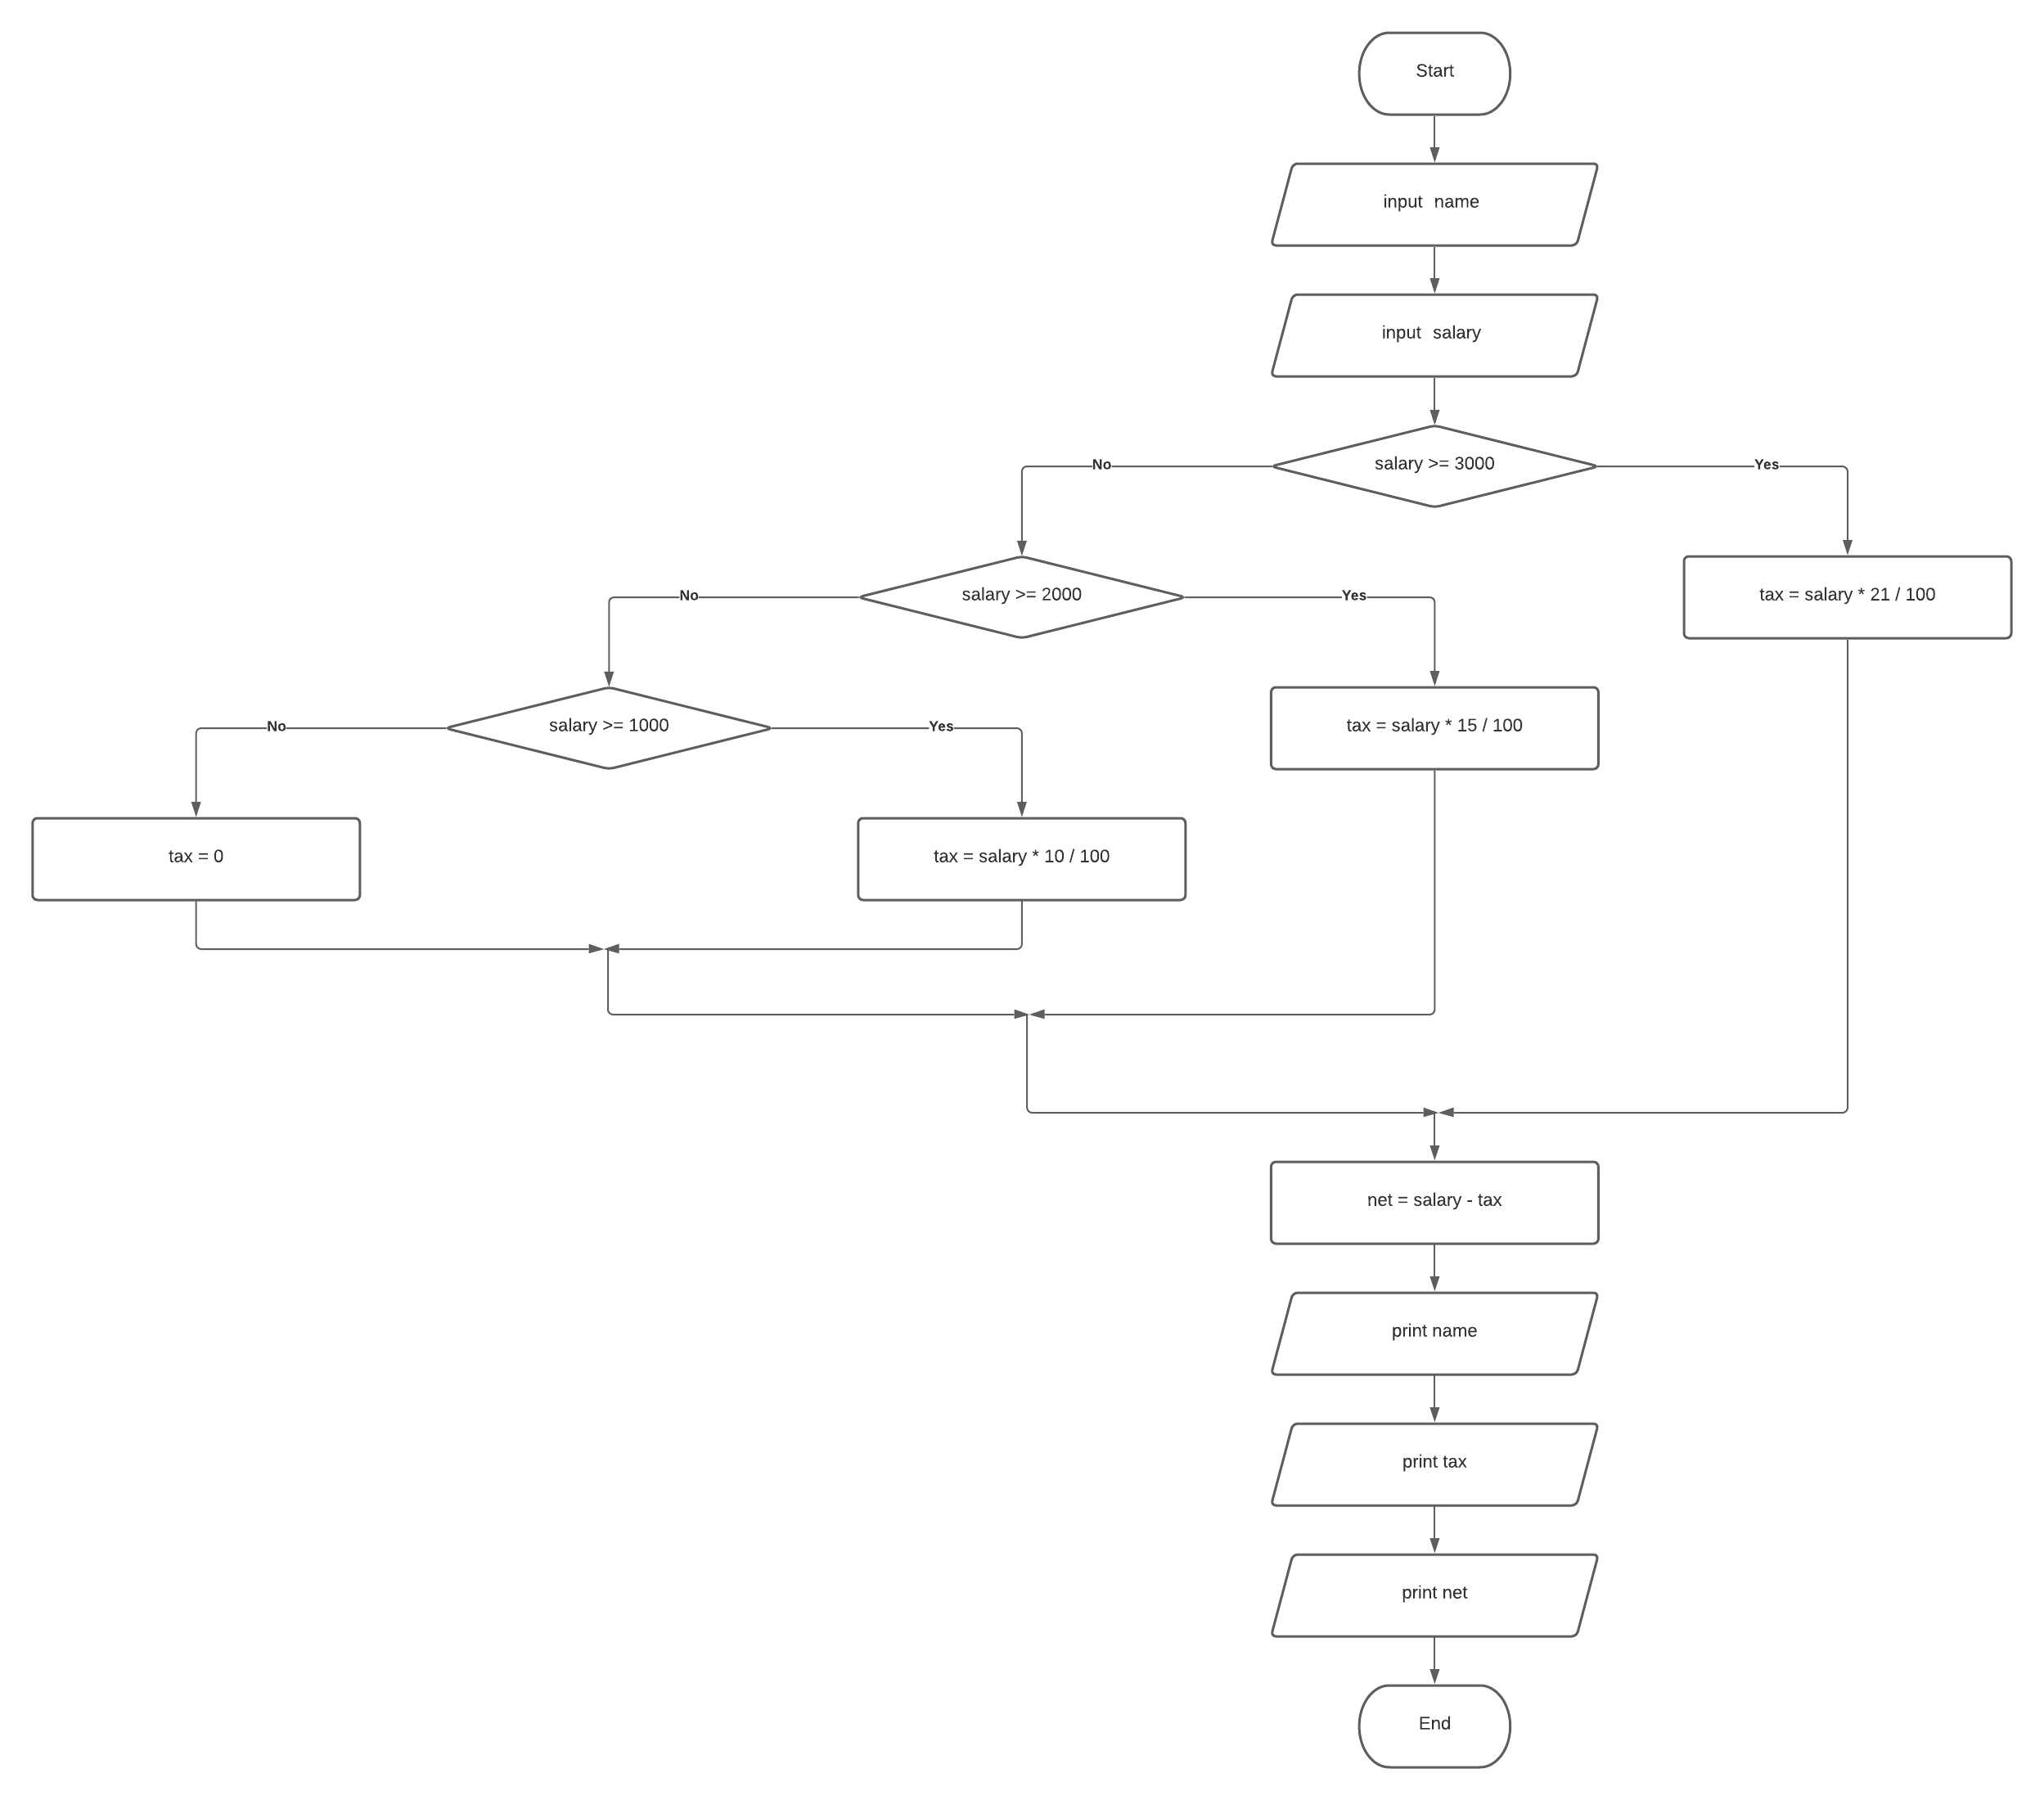 Start
input name
input salary
salary >= 3000
No
Yes
salary >= 2000
tax = salary * 21 / 100
No
Yes
salary >= 1000
tax = salary * 15 / 100
No
Yes
tax = 0
tax = salary * 10 / 100
net = salary - tax
print name
print tax
print net
End